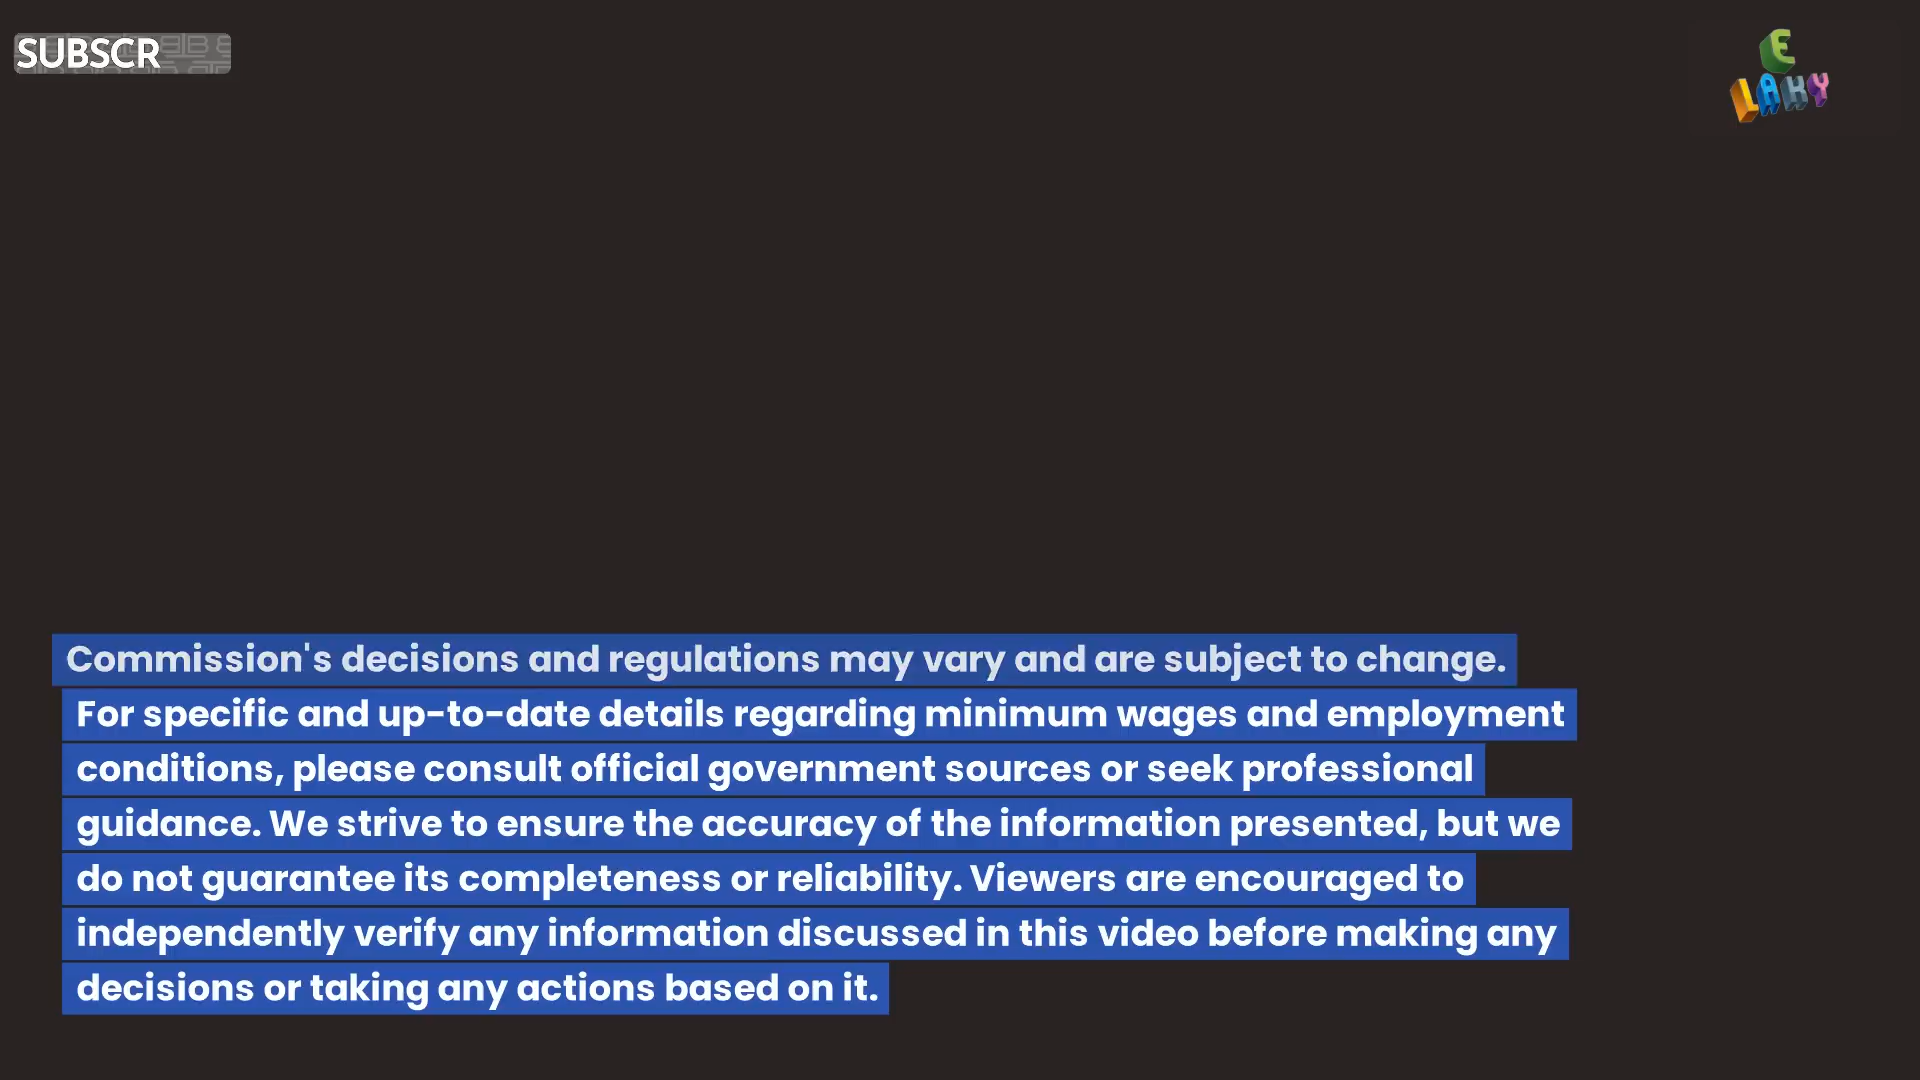 SUBSCR
E
LAKY
Commission's decisions and regulations may vary and are subject to change.
For specific and up-to-date details regarding minimum wages and employment
conditions, please consult official government sources or seek professional
guidance. We strive to ensure the accuracy of the information presented, but we
do not guarantee its completeness or reliability. Viewers are encouraged to
independently verify any information discussed in this video before making any
decisions or taking any actions based on it.